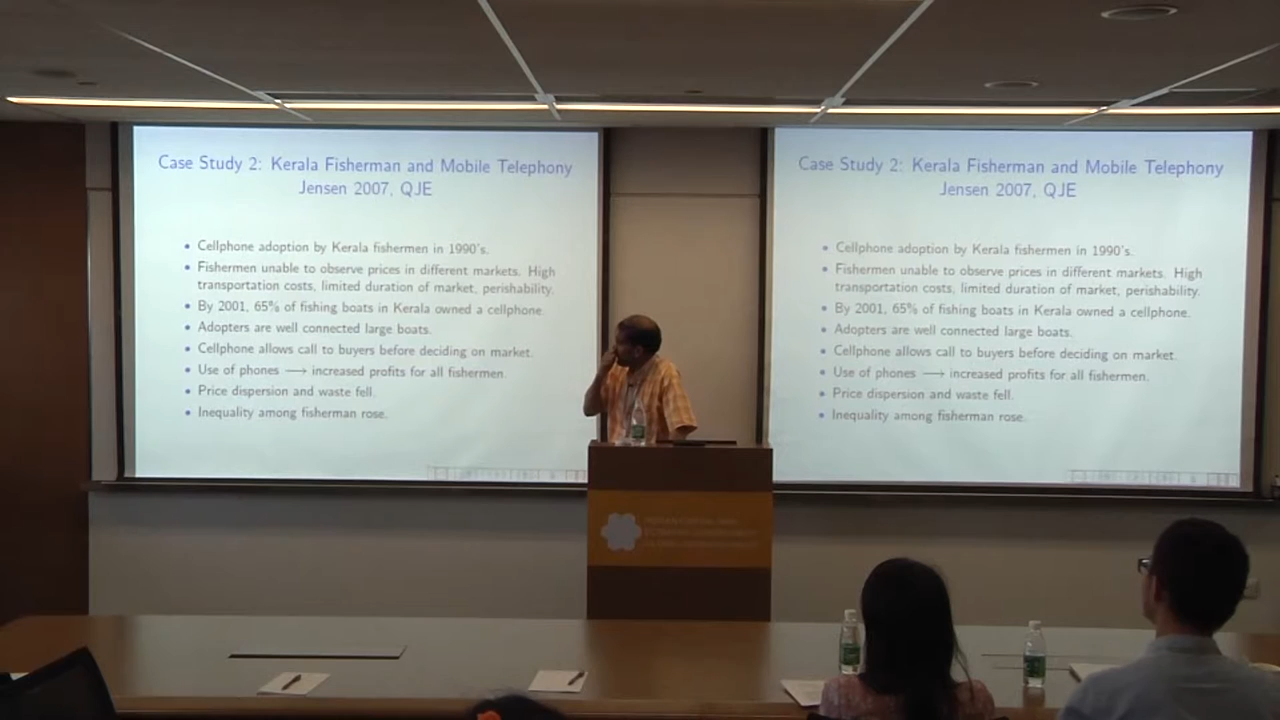 Case Study 2: Kerala Fisherman and Mobile Telephony
Jensen 2007, QJE
• Cellphone adoption by Kerala fishermen in 1990's.
• Fishermen unable to observe prices in different markets. High
transportation costs, limited duration of market, perishability.
• By 2001, 65% of fishing boats in Kerala owned a cellphone.
• Adopters are well connected large boats.
• Cellphone allows call to buyers before deciding on market.
• Use of phones ⟶ increased profits for all fishermen.
• Price dispersion and waste fell.
• Inequality among fisherman rose.
Case Study 2: Kerala Fisherman and Mobile Telephony
Jensen 2007, QJE
• Cellphone adoption by Kerala fishermen in 1990's.
• Fishermen unable to observe prices in different markets. High
transportation costs, limited duration of market, perishability.
• By 2001, 65% of fishing boats in Kerala owned a cellphone.
• Adopters are well connected large boats.
• Cellphone allows call to buyers before deciding on market.
• Use of phones ⟶ increased profits for all fishermen.
• Price dispersion and waste fell.
• Inequality among fisherman rose.